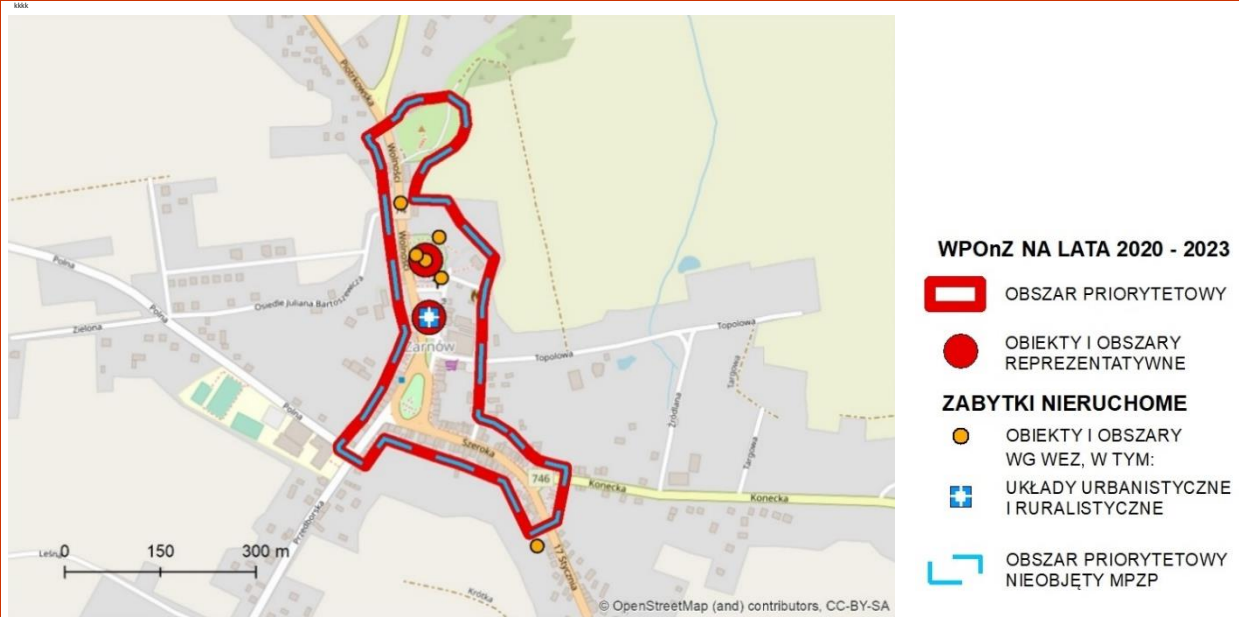 kkkk
Piotrkowska
Wolności
Wolności
Polna
Polna
Zielona
Osiedle Juliana Bartoszewicza
Żarnów
Topolowa
Topolowa
Targowa
Targowa
Źródlana
Polna
Szeroka
746
Konecka
Konecka
Przedborska
17 Stycznia
Krótka
0 150 300 m
© OpenStreetMap (and) contributors, CC-BY-SA
WPOnZ NA LATA 2020 - 2023
OBSZAR PRIORYTETOWY
OBIEKTY I OBSZARY
REPREZENTATYWNE
ZABYTKI NIERUCHOME
OBIEKTY I OBSZARY
WG WEZ, W TYM:
UKŁADY URBANISTYCZNE
I RURALISTYCZNE
OBSZAR PRIORYTETOWY
NIEOBJĘTY MPZP